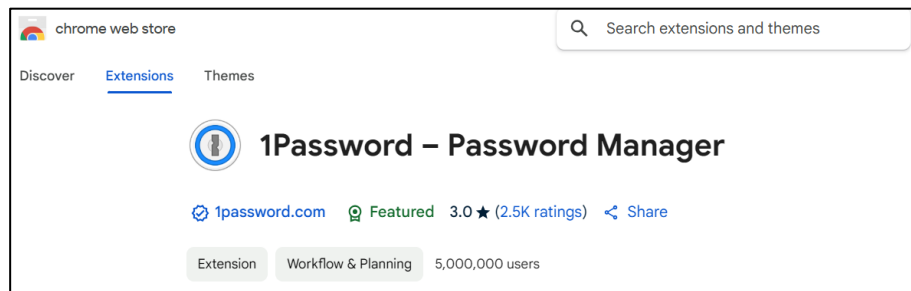 chrome web store
Search extensions and themes
Discover Extensions Themes
1Password – Password Manager
1password.com Featured 3.0 ★ (2.5K ratings) Share
Extension Workflow & Planning 5,000,000 users